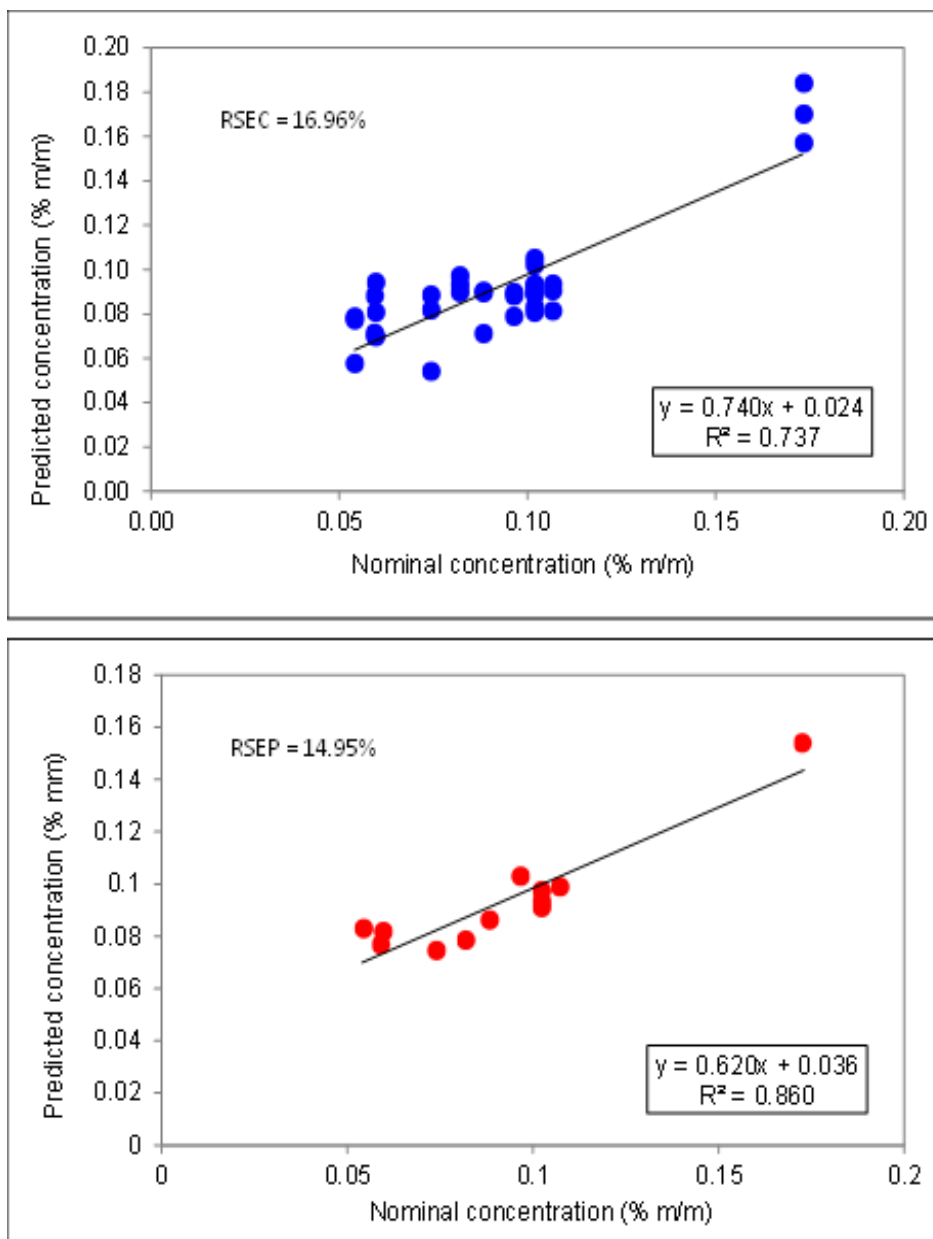 0.20
0.18
RSEC = 16.96%
0.16
0.14
0.12
0.10
0.08
0.06
0.04
0.02
0.00
Predicted concentration (% m/m)
y = 0.740x + 0.024
R² = 0.737
0.00 0.05 0.10 0.15 0.20
Nominal concentration (% m/m)
0.18
0.16
RSEP = 14.95%
0.14
0.12
0.1
0.08
0.06
0.04
0.02
0
Predicted concentration (% mm)
y = 0.620x + 0.036
R² = 0.860
0 0.05 0.1 0.15 0.2
Nominal concentration (% m/m)